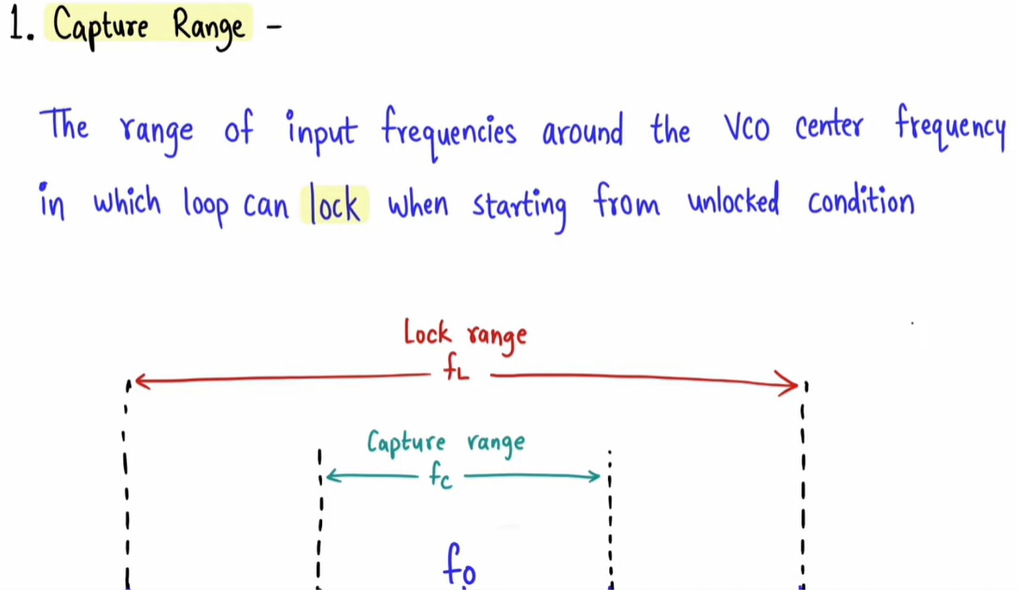 1. Capture Range -
The range of input frequencies around the VCO center frequency
in which loop can lock when starting from unlocked condition
Lock range
fL
Capture range
fc
fo